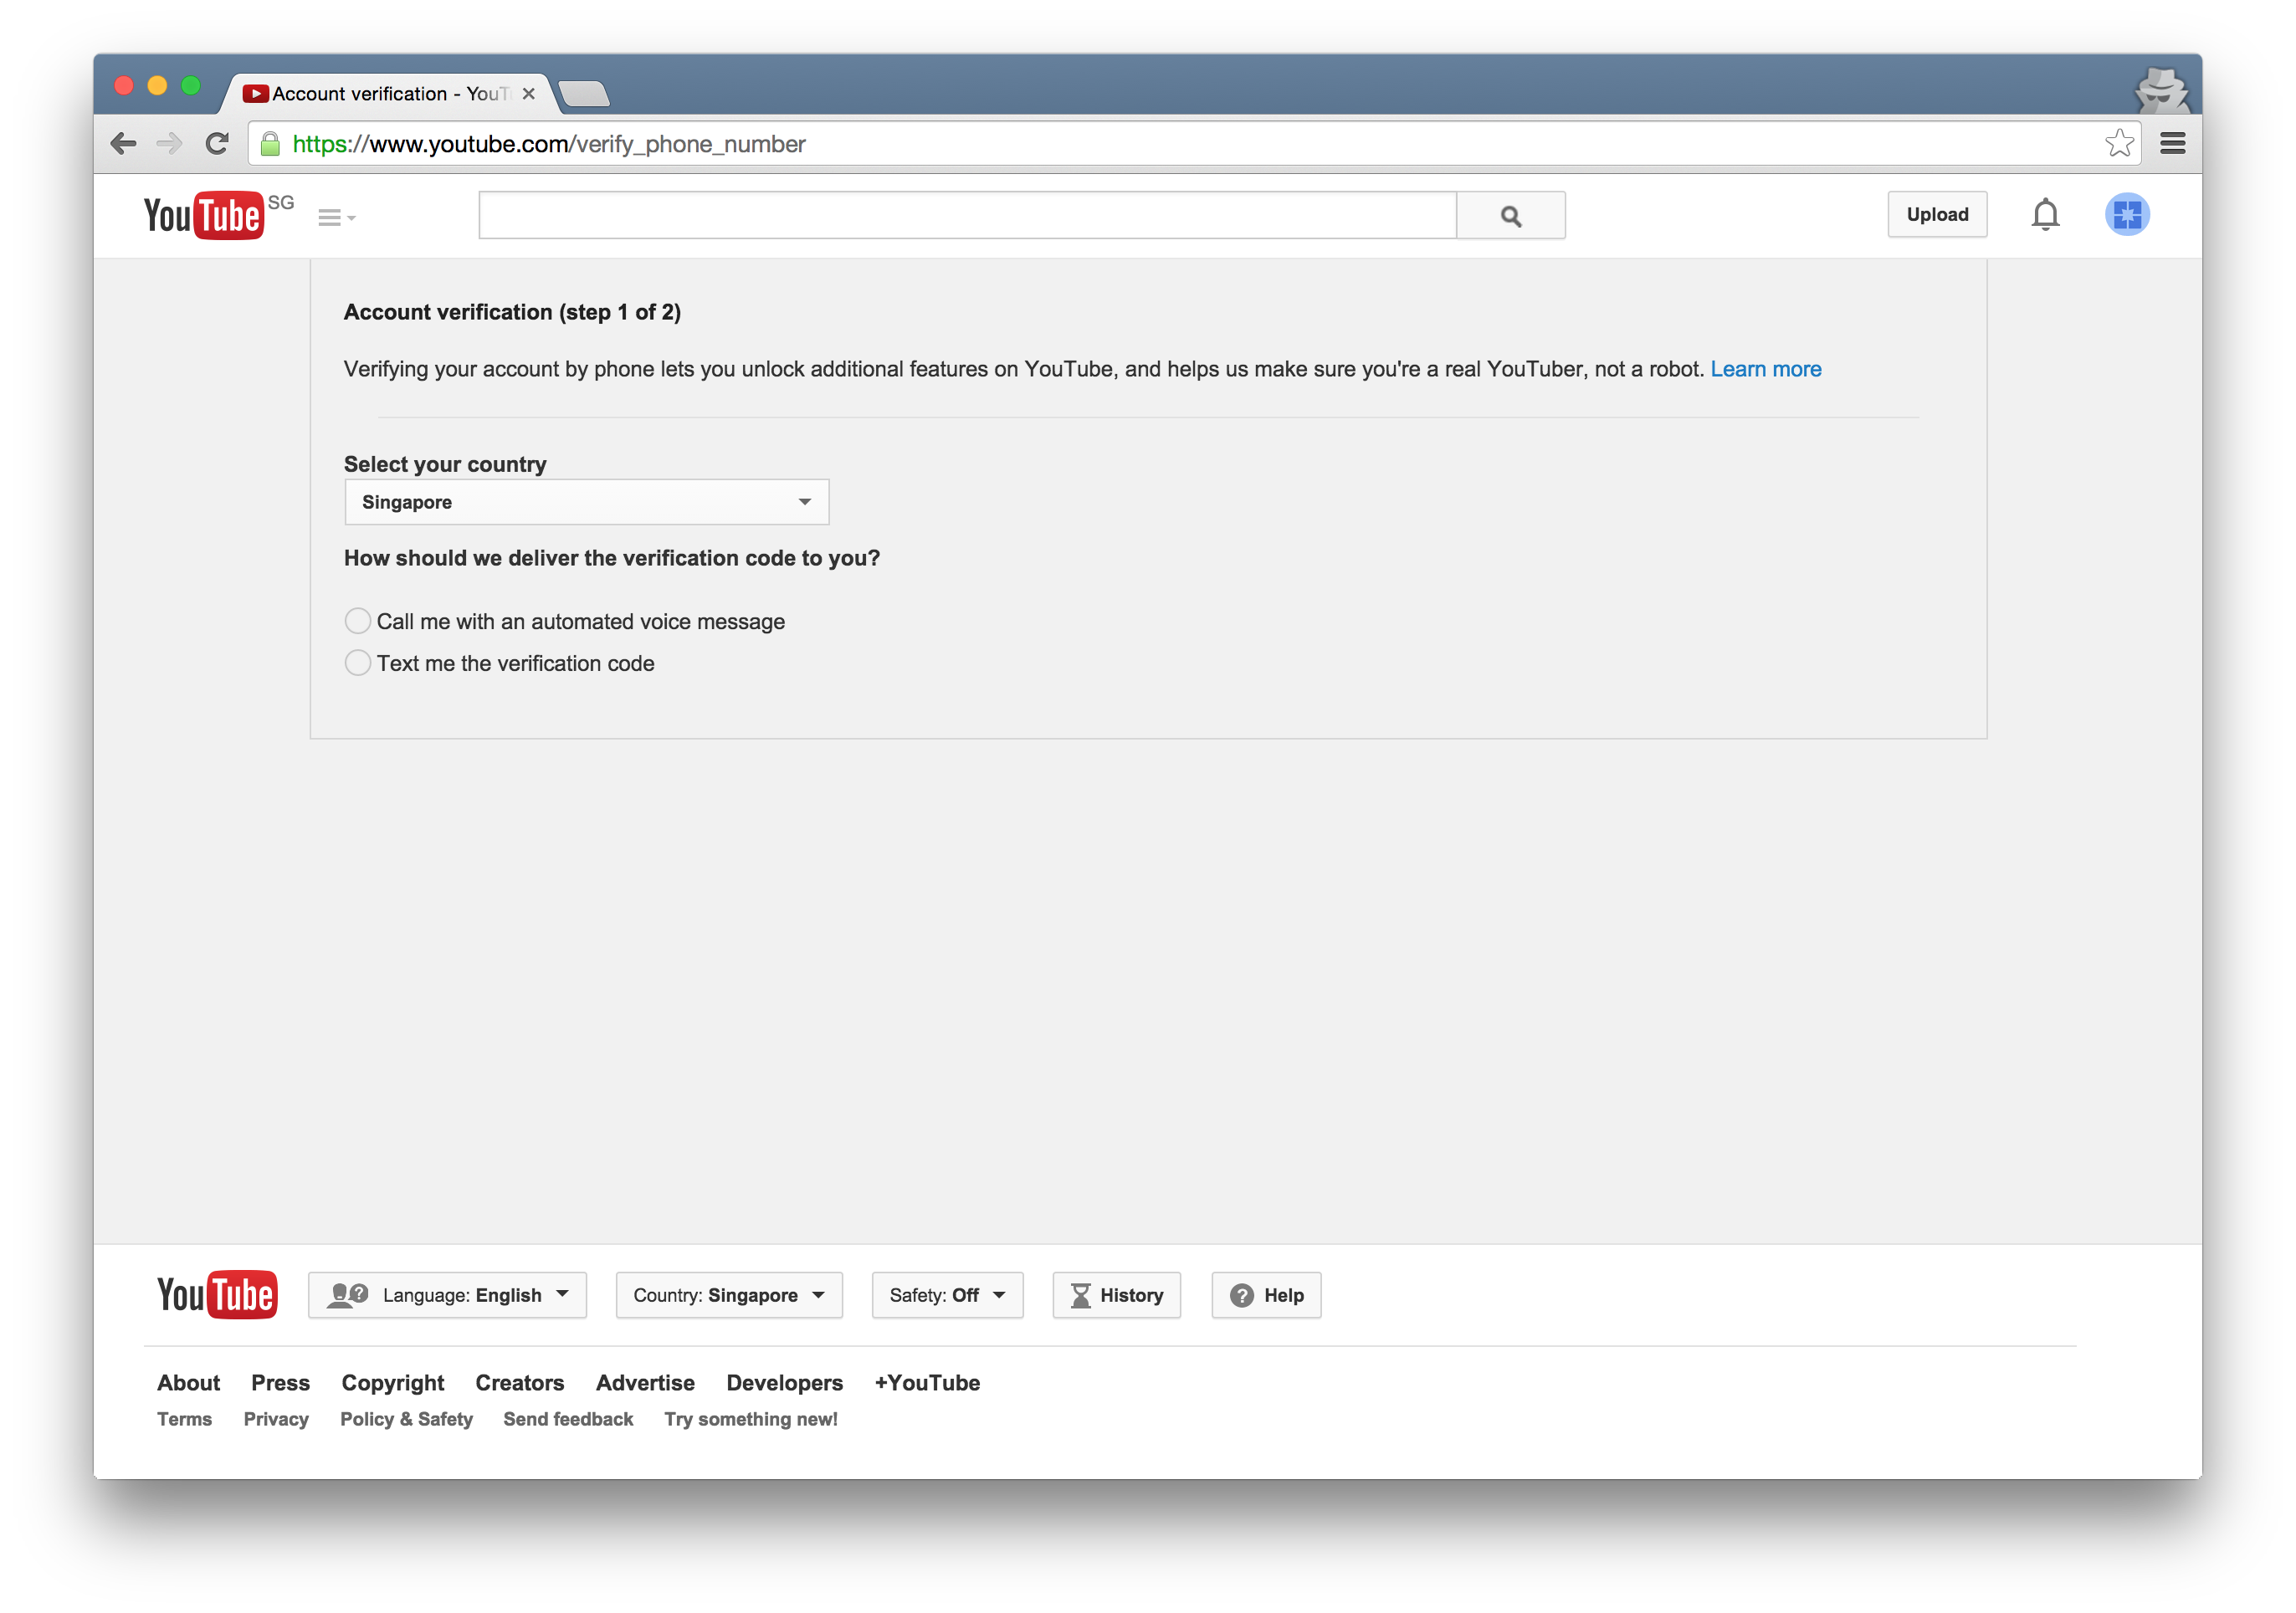 Account verification - YouT
https://www.youtube.com/verify_phone_number
YouTube SG
Upload
Account verification (step 1 of 2)
Verifying your account by phone lets you unlock additional features on YouTube, and helps us make sure you're a real YouTuber, not a robot. Learn more
Select your country
Singapore
How should we deliver the verification code to you?
Call me with an automated voice message
Text me the verification code
YouTube Language: English Country: Singapore Safety: Off History ? Help
About Press Copyright Creators Advertise Developers +YouTube
Terms Privacy Policy & Safety Send feedback Try something new!